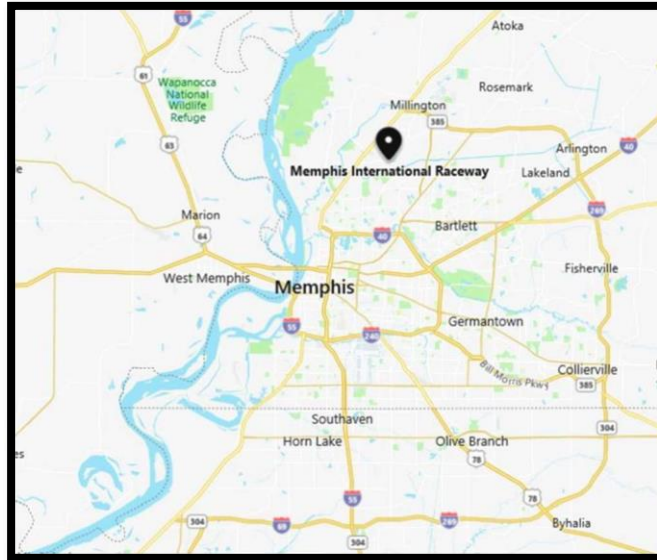 55
Atoka
61
Wapanocca
National
Wildlife
Refuge
Rosemark
Millington
385
63
Arlington
40
Memphis International Raceway
Lakeland
Marion
269
64
40
Bartlett
West Memphis
Fisherville
Memphis
55
240
Germantown
Bill Morris Pkwy
Collierville
385
Southaven
304
Horn Lake
Olive Branch
78
es
55
78
304
69
269
Byhalia
304